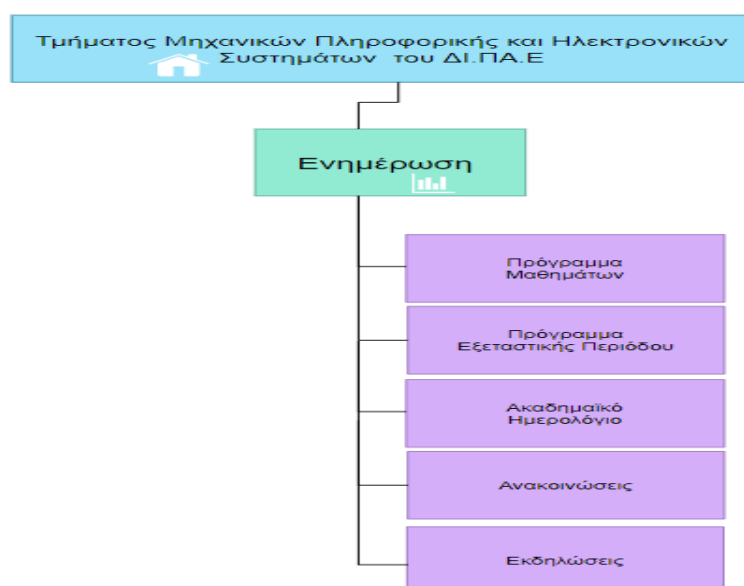 Τμήματος Μηχανικών Πληροφορικής και Ηλεκτρονικών
Συστημάτων του ΔΙ.ΠΑ.Ε
Ενημέρωση
Πρόγραμμα
Μαθημάτων
Πρόγραμμα
Εξεταστικής Περιόδου
Ακαδημαϊκό
Ημερολόγιο
Ανακοινώσεις
Εκδηλώσεις